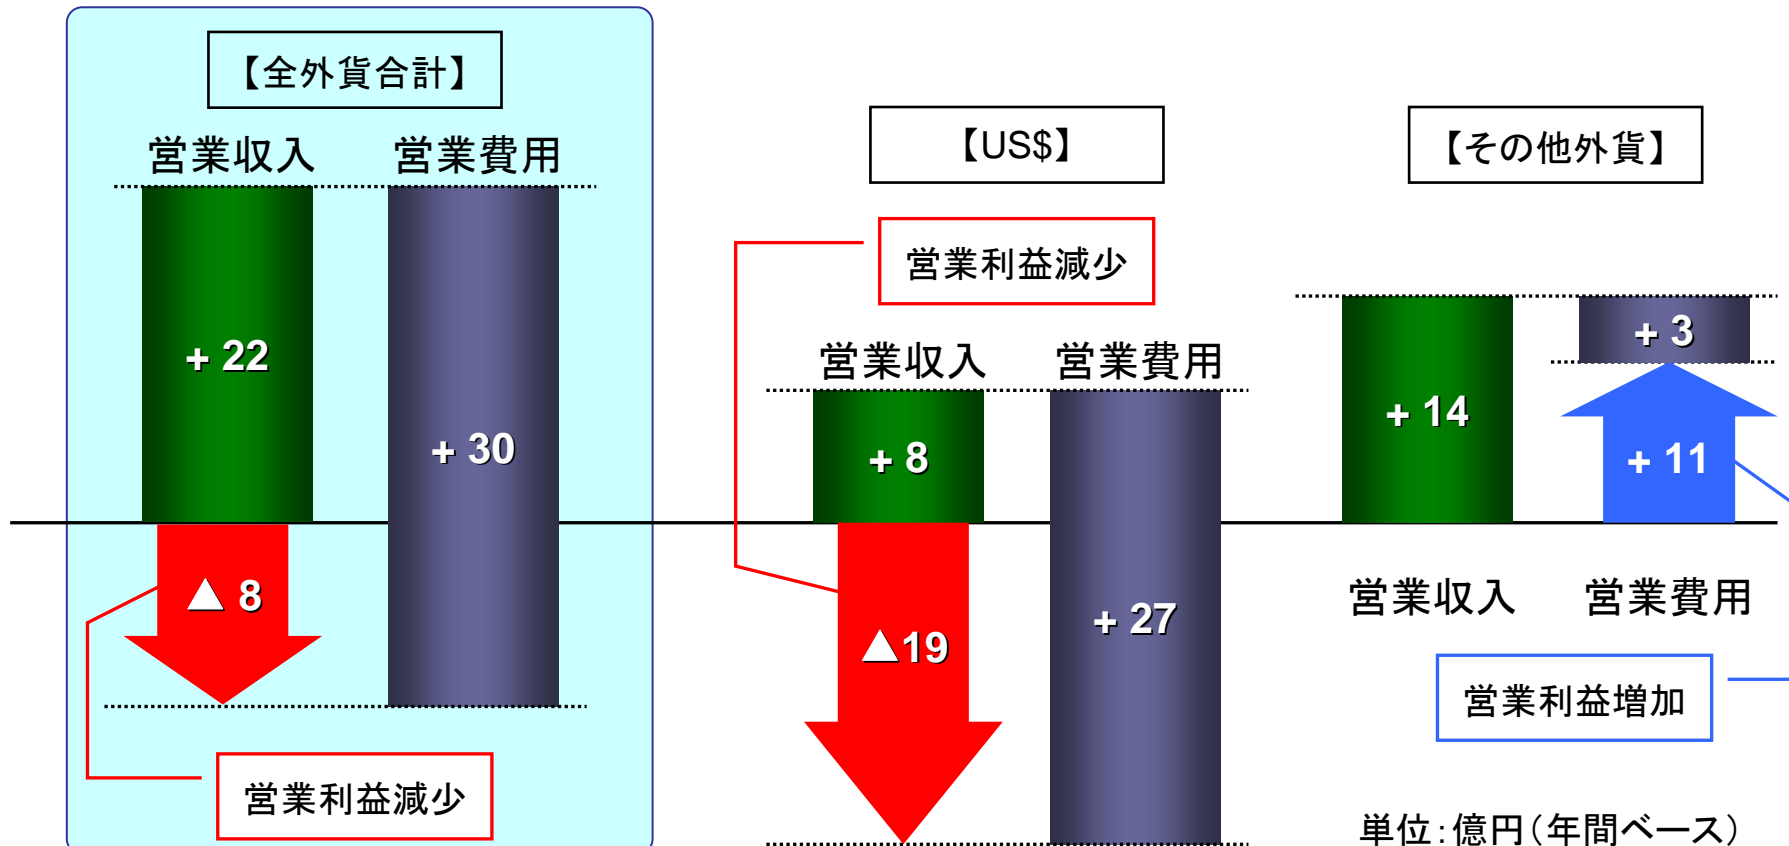 【全外貨合計】
営業収入 営業費用
+ 22
+ 30
△ 8
営業利益減少
【US$】
営業利益減少
営業収入 営業費用
+ 8
△19
+ 27
【その他外貨】
+ 14
+ 3
+ 11
営業収入 営業費用
営業利益増加
単位:億円(年間ベース)